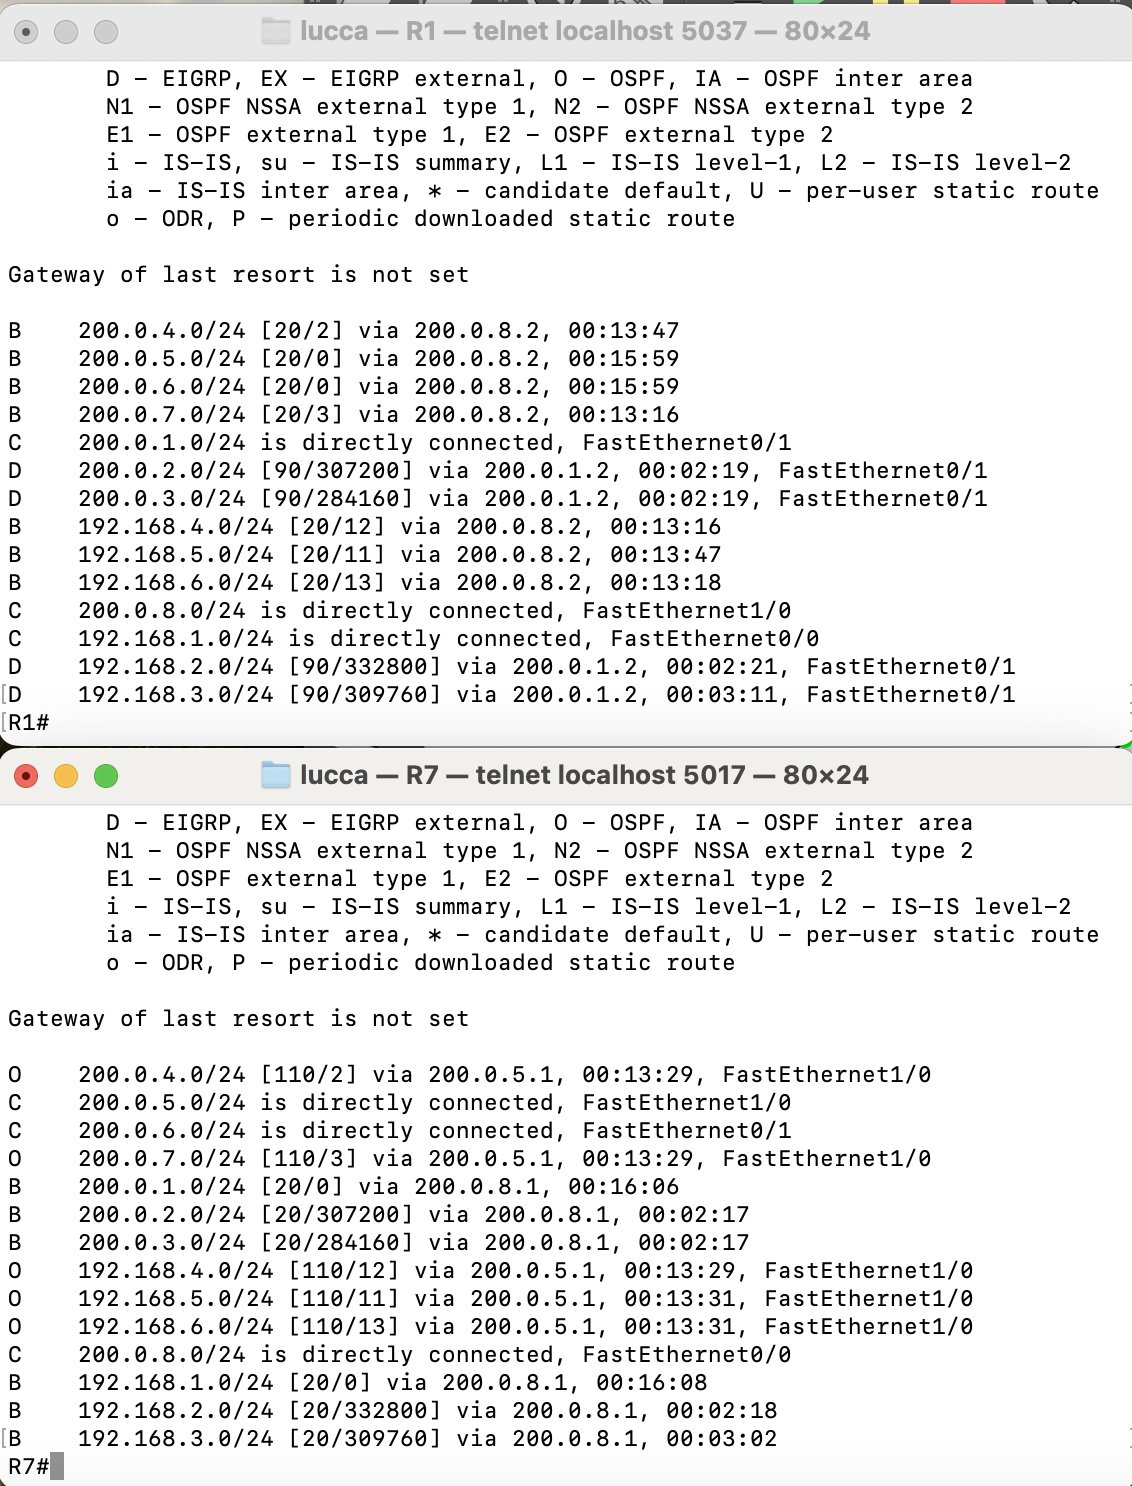 lucca — R1 — telnet localhost 5037 — 80×24
D - EIGRP, EX - EIGRP external, O - OSPF, IA - OSPF inter area
N1 - OSPF NSSA external type 1, N2 - OSPF NSSA external type 2
E1 - OSPF external type 1, E2 - OSPF external type 2
i - IS-IS, su - IS-IS summary, L1 - IS-IS level-1, L2 - IS-IS level-2
ia - IS-IS inter area, * - candidate default, U - per-user static route
o - ODR, P - periodic downloaded static route
Gateway of last resort is not set
B    200.0.4.0/24 [20/2] via 200.0.8.2, 00:13:47
B    200.0.5.0/24 [20/0] via 200.0.8.2, 00:15:59
B    200.0.6.0/24 [20/0] via 200.0.8.2, 00:15:59
B    200.0.7.0/24 [20/3] via 200.0.8.2, 00:13:16
C    200.0.1.0/24 is directly connected, FastEthernet0/1
D    200.0.2.0/24 [90/307200] via 200.0.1.2, 00:02:19, FastEthernet0/1
D    200.0.3.0/24 [90/284160] via 200.0.1.2, 00:02:19, FastEthernet0/1
B    192.168.4.0/24 [20/12] via 200.0.8.2, 00:13:16
B    192.168.5.0/24 [20/11] via 200.0.8.2, 00:13:47
B    192.168.6.0/24 [20/13] via 200.0.8.2, 00:13:18
C    200.0.8.0/24 is directly connected, FastEthernet1/0
C    192.168.1.0/24 is directly connected, FastEthernet0/0
D    192.168.2.0/24 [90/332800] via 200.0.1.2, 00:02:21, FastEthernet0/1
D    192.168.3.0/24 [90/309760] via 200.0.1.2, 00:03:11, FastEthernet0/1
R1#
lucca — R7 — telnet localhost 5017 — 80×24
D - EIGRP, EX - EIGRP external, O - OSPF, IA - OSPF inter area
N1 - OSPF NSSA external type 1, N2 - OSPF NSSA external type 2
E1 - OSPF external type 1, E2 - OSPF external type 2
i - IS-IS, su - IS-IS summary, L1 - IS-IS level-1, L2 - IS-IS level-2
ia - IS-IS inter area, * - candidate default, U - per-user static route
o - ODR, P - periodic downloaded static route
Gateway of last resort is not set
O    200.0.4.0/24 [110/2] via 200.0.5.1, 00:13:29, FastEthernet1/0
C    200.0.5.0/24 is directly connected, FastEthernet1/0
C    200.0.6.0/24 is directly connected, FastEthernet0/1
O    200.0.7.0/24 [110/3] via 200.0.5.1, 00:13:29, FastEthernet1/0
B    200.0.1.0/24 [20/0] via 200.0.8.1, 00:16:06
B    200.0.2.0/24 [20/307200] via 200.0.8.1, 00:02:17
B    200.0.3.0/24 [20/284160] via 200.0.8.1, 00:02:17
O    192.168.4.0/24 [110/12] via 200.0.5.1, 00:13:29, FastEthernet1/0
O    192.168.5.0/24 [110/11] via 200.0.5.1, 00:13:31, FastEthernet1/0
O    192.168.6.0/24 [110/13] via 200.0.5.1, 00:13:31, FastEthernet1/0
C    200.0.8.0/24 is directly connected, FastEthernet0/0
B    192.168.1.0/24 [20/0] via 200.0.8.1, 00:16:08
B    192.168.2.0/24 [20/332800] via 200.0.8.1, 00:02:18
B    192.168.3.0/24 [20/309760] via 200.0.8.1, 00:03:02
R7#